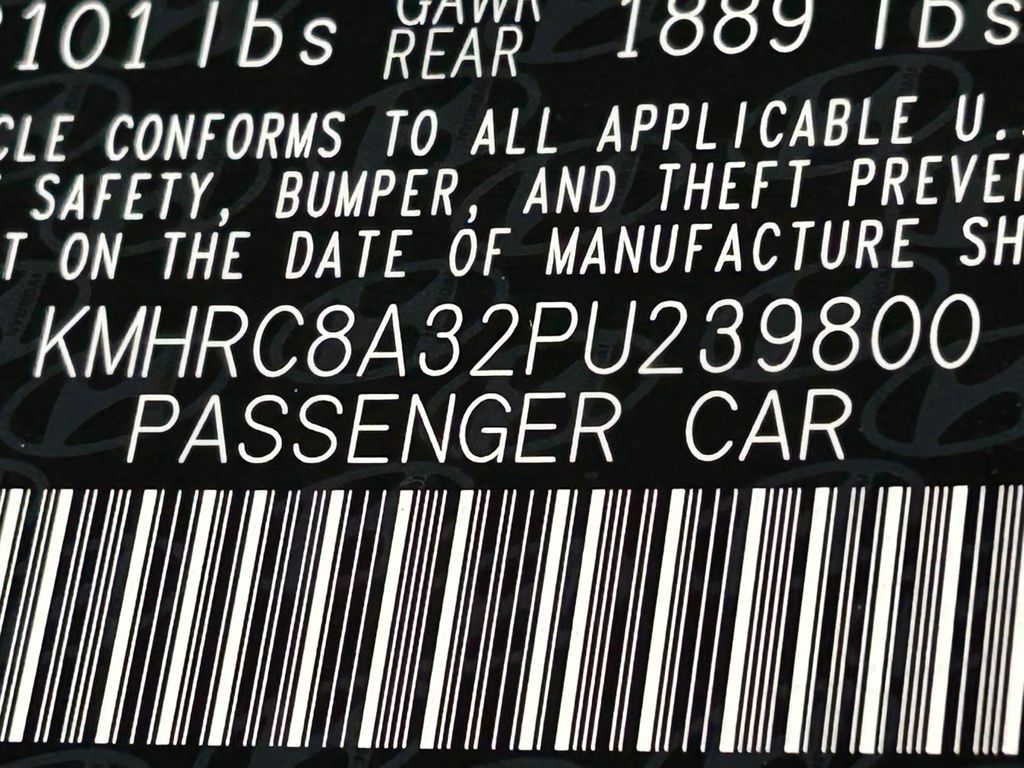 101 lbs GAWR REAR 1889 lbs
CLE CONFORMS TO ALL APPLICABLE U.
SAFETY, BUMPER, AND THEFT PREVE
T ON THE DATE OF MANUFACTURE SH
KMHRC8A32PU239800
PASSENGER CAR